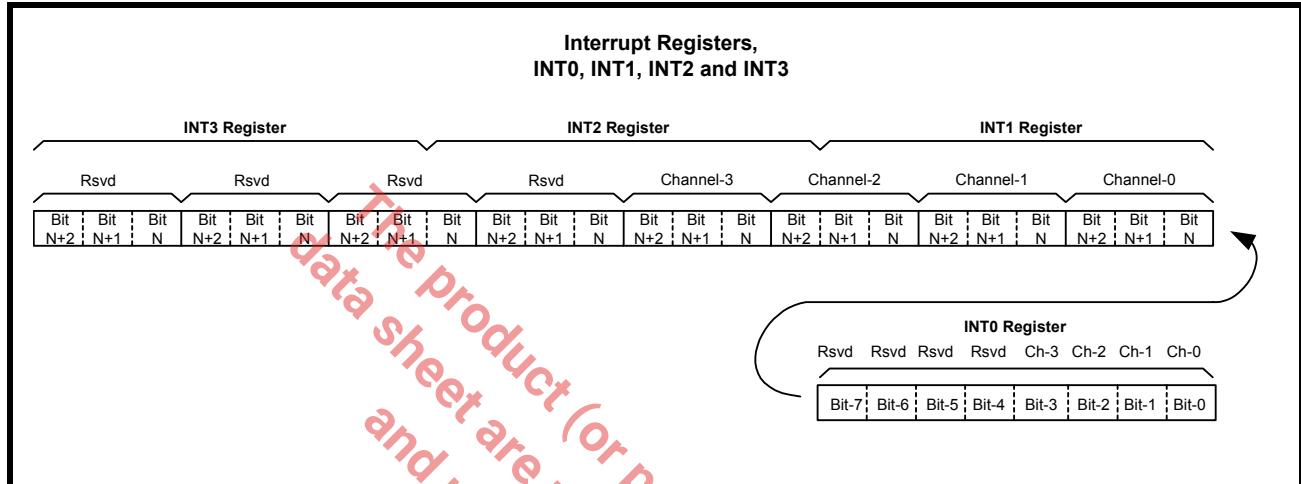 Interrupt Registers,
INT0, INT1, INT2 and INT3
INT3 Register INT2 Register INT1 Register
Rsvd Rsvd Rsvd Rsvd Channel-3 Channel-2 Channel-1 Channel-0
Bit Bit Bit Bit Bit Bit Bit Bit Bit Bit Bit Bit Bit Bit Bit Bit Bit Bit Bit Bit Bit Bit Bit Bit
N+2 N+1 N N+2 N+1 N N+2 N+1 N N+2 N+1 N N+2 N+1 N N+2 N+1 N N+2 N+1 N N+2 N+1 N
INT0 Register
Rsvd Rsvd Rsvd Rsvd Ch-3 Ch-2 Ch-1 Ch-0
Bit-7 Bit-6 Bit-5 Bit-4 Bit-3 Bit-2 Bit-1 Bit-0
The product (or
data sheet are
and